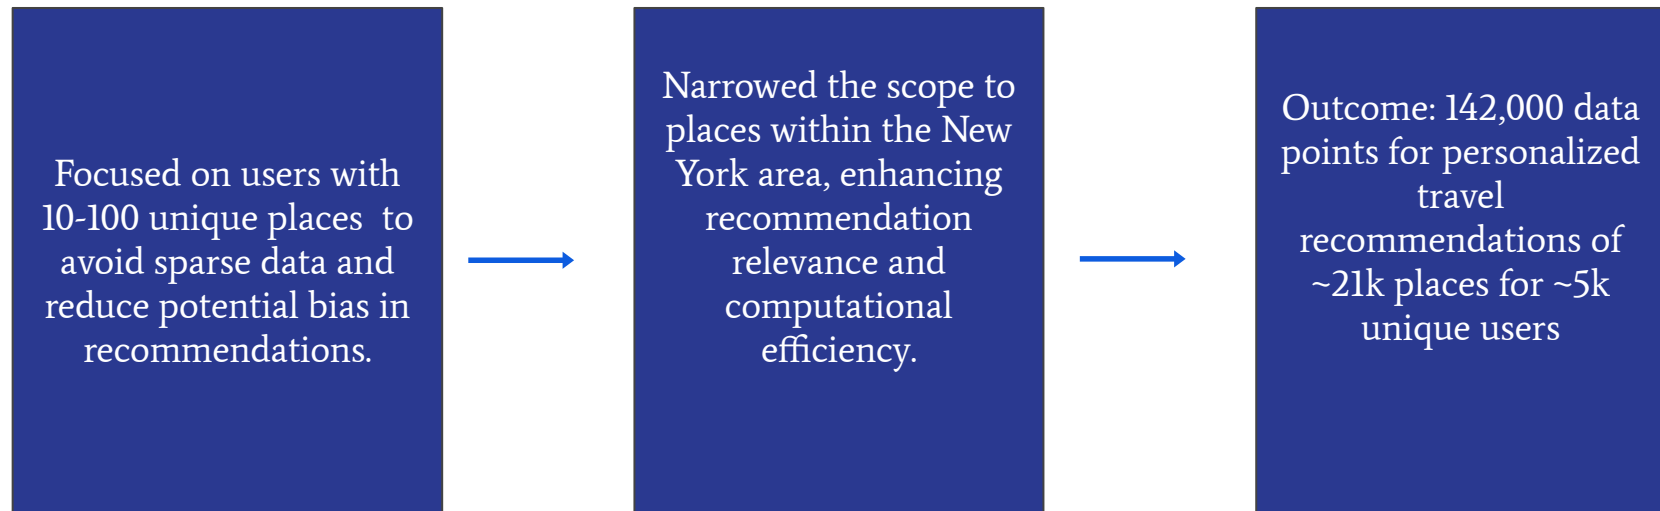 Focused on users with
10-100 unique places  to
avoid sparse data and
reduce potential bias in
recommendations.
Narrowed the scope to
places within the New
York area, enhancing
recommendation
relevance and
computational
efficiency.
Outcome: 142,000 data
points for personalized
travel
recommendations of
~21k places for ~5k
unique users